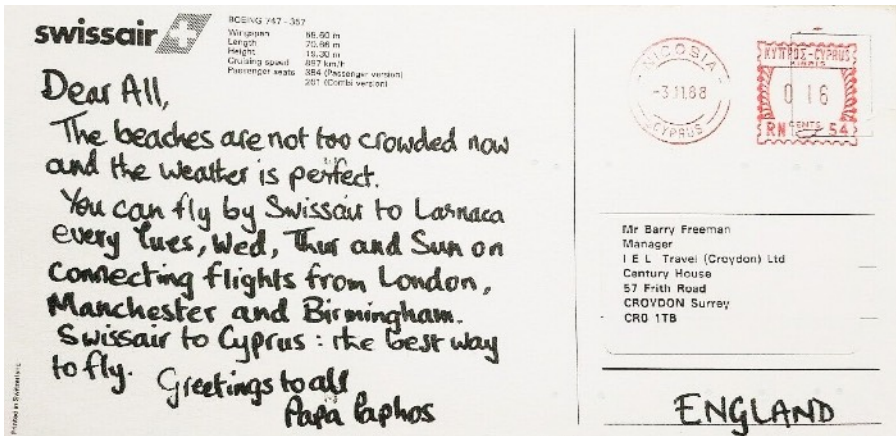 swissair
BOEING 747 - 357
Wingspan 59.60 m
Length 70.66 m
Height 19.30 m
Cruising speed 897 km/h
Passenger seats 384 (Passenger version)
261 (Combi version)
Dear All,
The beaches are not too crowded now
and the weather is perfect.
You can fly by Swissair to Larnaca
every Tues, Wed, Thur and Sun on
connecting flights from London,
Manchester and Birmingham.
Swissair to Cyprus : the best way
to fly.
Greetings to all
Papa Paphos
Printed in Switzerland
NICOSIA
-3.11.88
CYPRUS
ΚΥΠΡΟΣ-CYPRUS
KIBRIS
016
CENTS
RN 54
Mr Barry Freeman
Manager
I E L Travel (Croydon) Ltd
Century House
57 Frith Road
CROYDON Surrey
CR0 1TB
ENGLAND